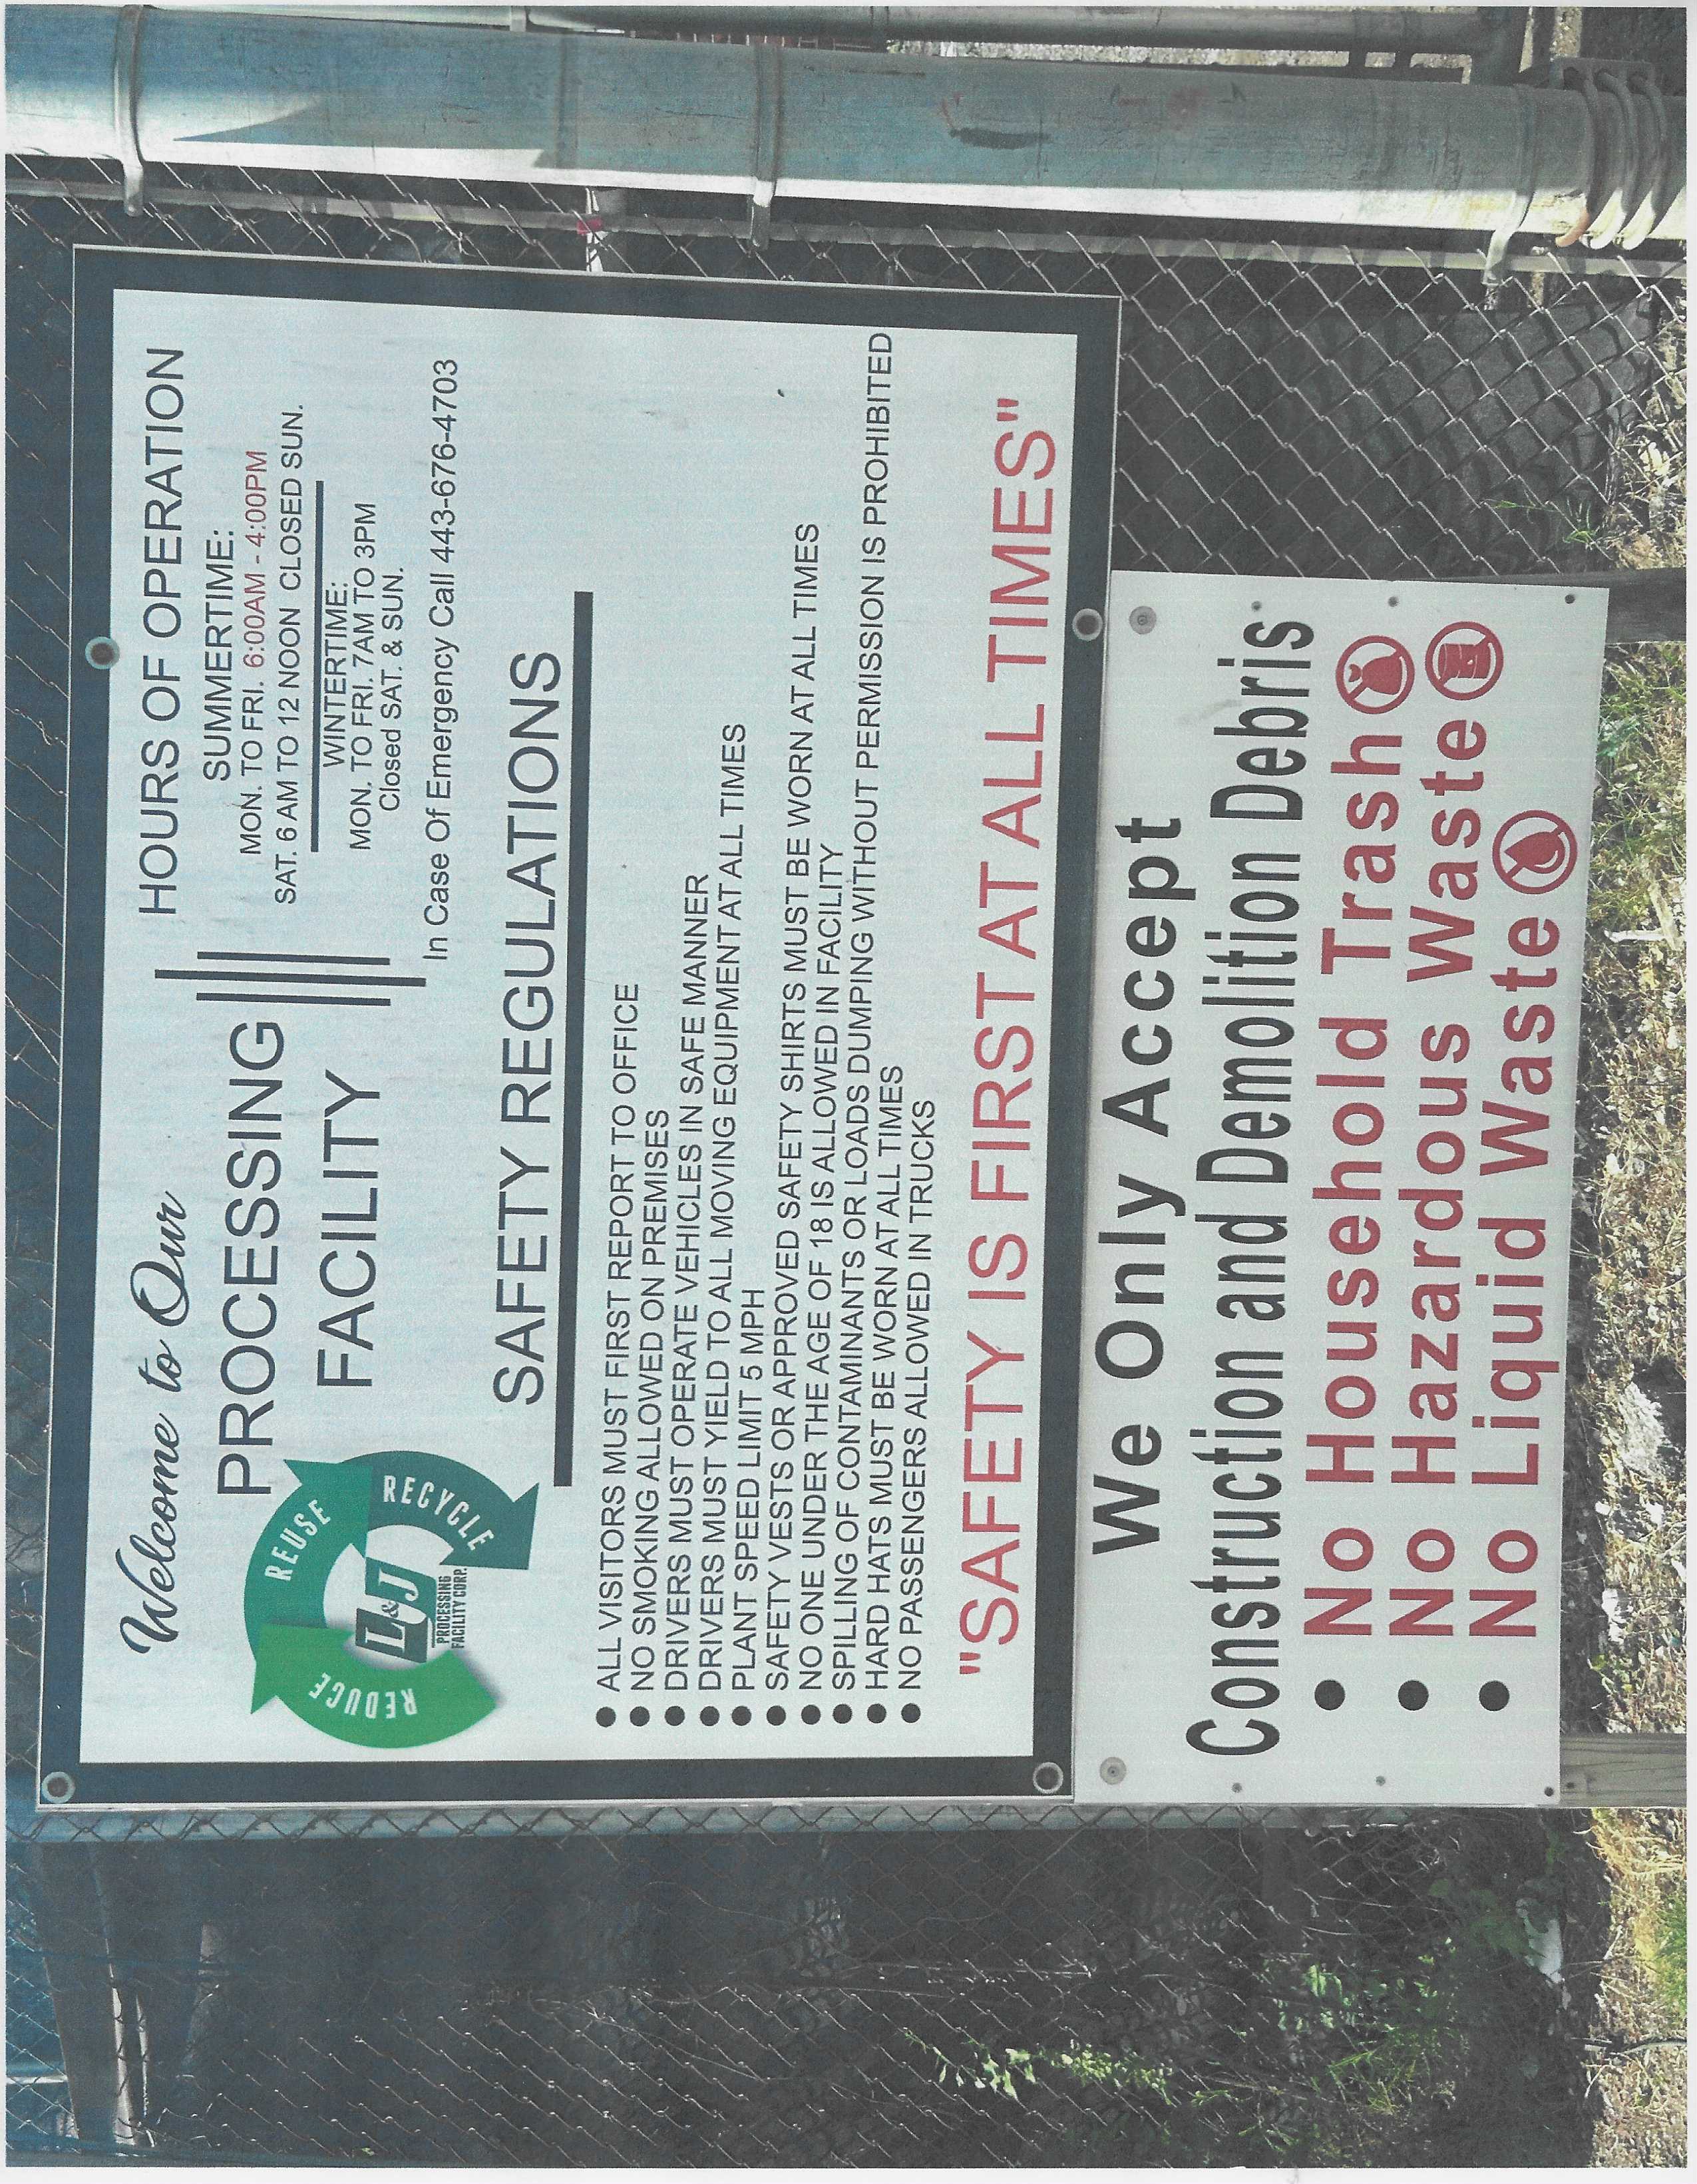 Welcome to Our
PROCESSING
FACILITY
HOURS OF OPERATION
SUMMERTIME:
MON. TO FRI. 6:00AM - 4:00PM
SAT. 6 AM TO 12 NOON CLOSED SUN.
WINTERTIME:
MON. TO FRI. 7AM TO 3PM
Closed SAT. & SUN.
In Case Of Emergency Call 443-676-4703
REDUCE
REUSE
RECYCLE
L&J
PROCESSING
FACILITY CORP.
SAFETY REGULATIONS
● ALL VISITORS MUST FIRST REPORT TO OFFICE
● NO SMOKING ALLOWED ON PREMISES
● DRIVERS MUST OPERATE VEHICLES IN SAFE MANNER
● DRIVERS MUST YIELD TO ALL MOVING EQUIPMENT AT ALL TIMES
● PLANT SPEED LIMIT 5 MPH
● SAFETY VESTS OR APPROVED SAFETY SHIRTS MUST BE WORN AT ALL TIMES
● NO ONE UNDER THE AGE OF 18 IS ALLOWED IN FACILITY
● SPILLING OF CONTAMINANTS OR LOADS DUMPING WITHOUT PERMISSION IS PROHIBITED
● HARD HATS MUST BE WORN AT ALL TIMES
● NO PASSENGERS ALLOWED IN TRUCKS
"SAFETY IS FIRST AT ALL TIMES"
We Only Accept
Construction and Demolition Debris
● No Household Trash
● No Hazardous Waste
● No Liquid Waste